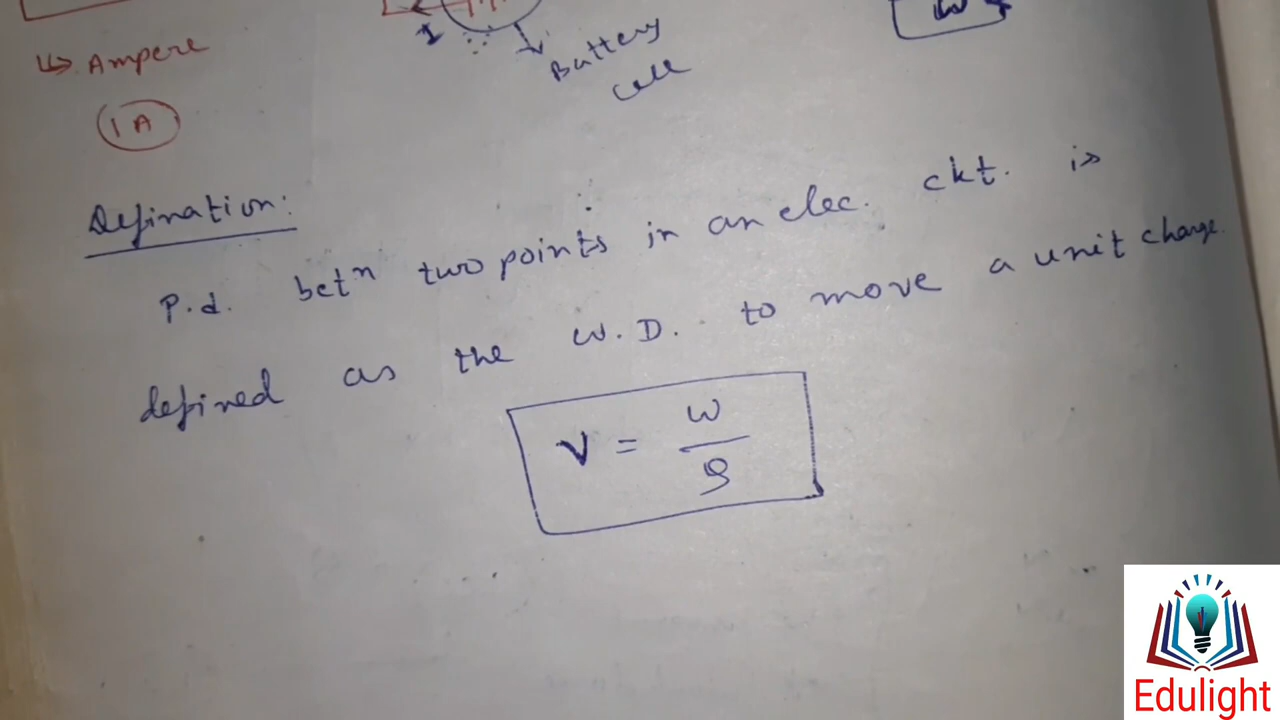 I
↳ Ampere
Battery
cell
1 A
Defination:
P.d. betⁿ two points in an elec. ckt. is
defined as the W.D. to move a unit charge.
V = W/Q
Edulight